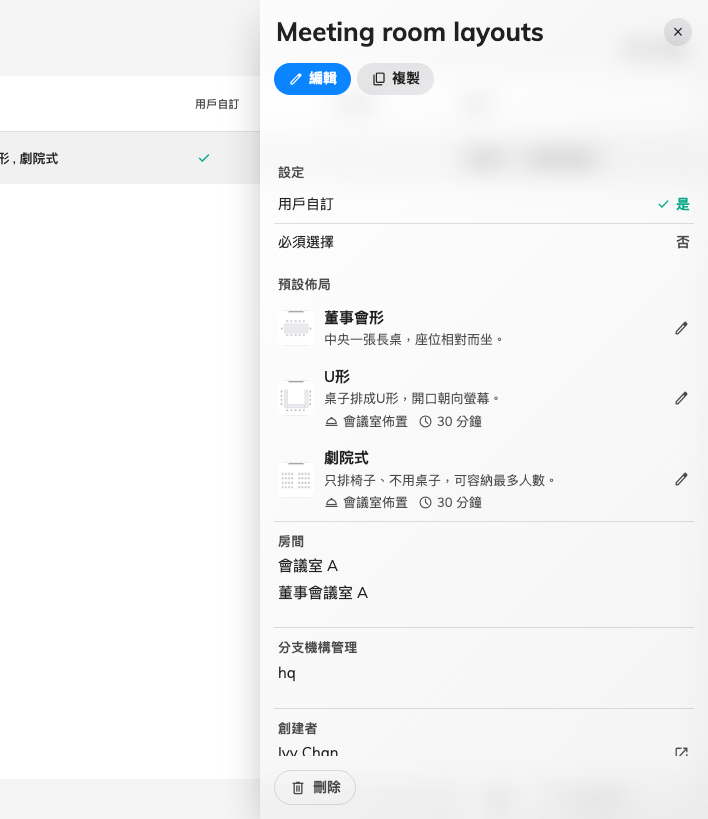 Meeting room layouts
編輯
複製
用戶自訂
形 , 劇院式
設定
用戶自訂
是
必須選擇
否
預設佈局
董事會形
中央一張長桌，座位相對而坐。
U形
桌子排成U形，開口朝向螢幕。
會議室佈置 30 分鐘
劇院式
只排椅子、不用桌子，可容納最多人數。
會議室佈置 30 分鐘
房間
會議室 A
董事會議室 A
分支機構管理
hq
創建者
Ivy Chan
刪除